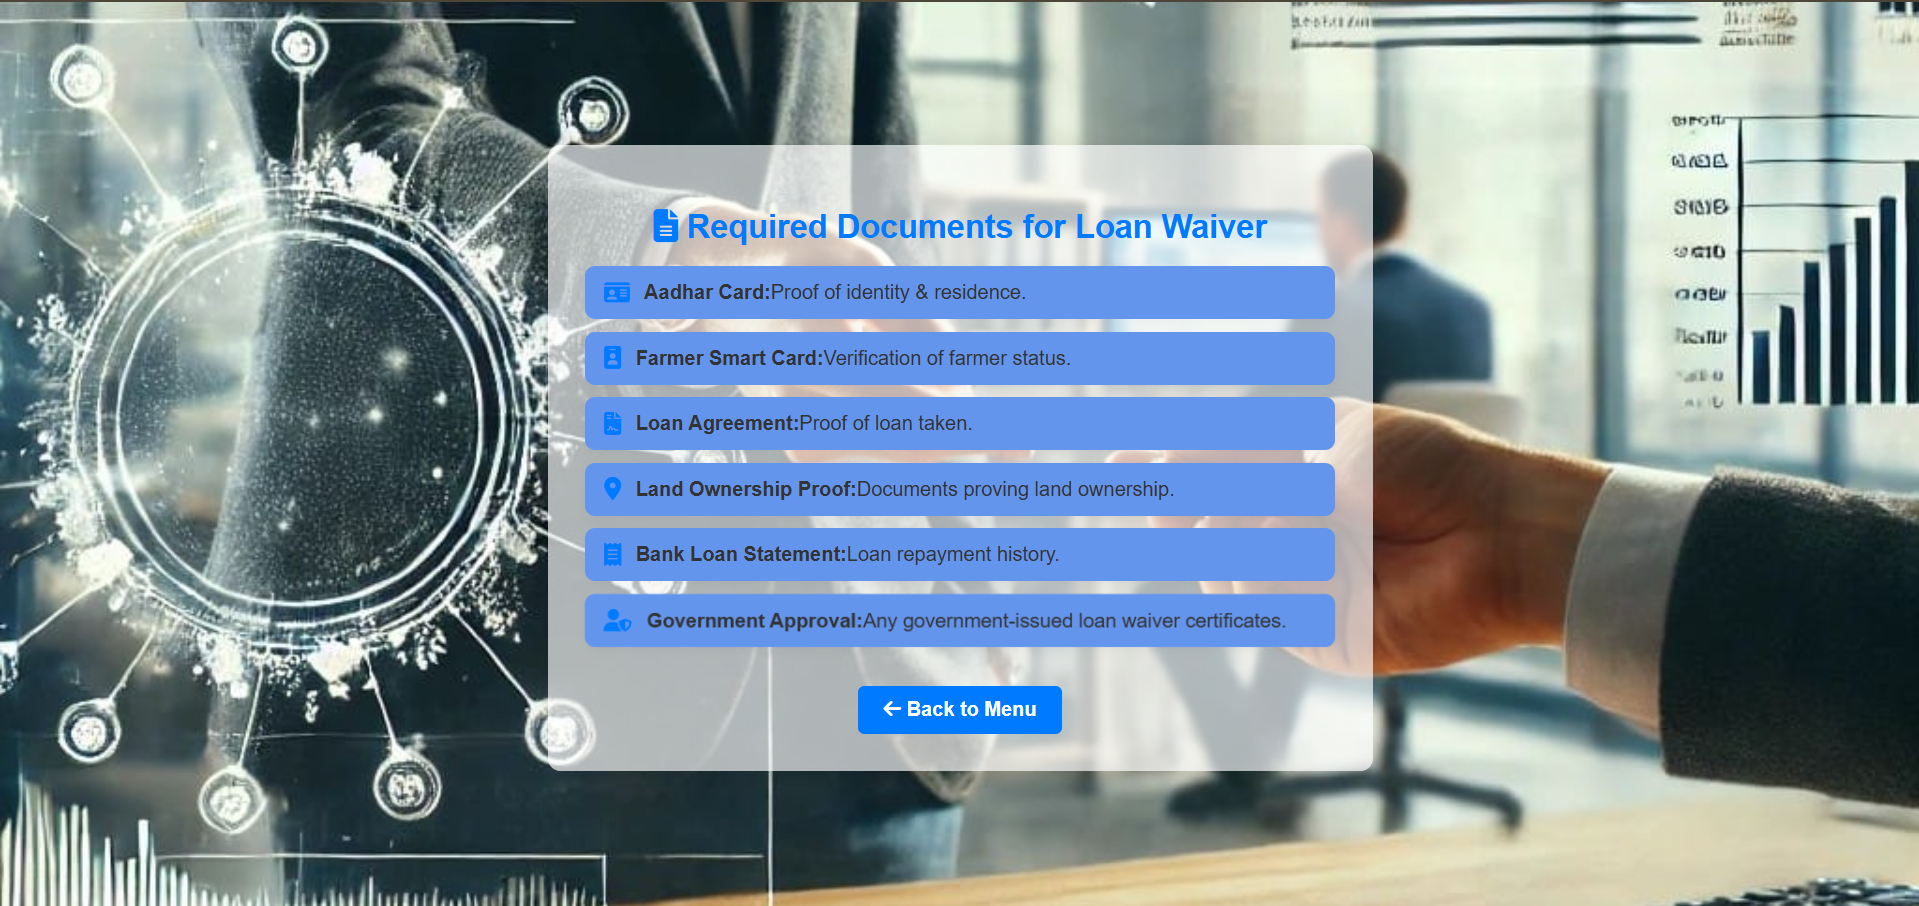 Required Documents for Loan Waiver
Aadhar Card:Proof of identity & residence.
Farmer Smart Card:Verification of farmer status.
Loan Agreement:Proof of loan taken.
Land Ownership Proof:Documents proving land ownership.
Bank Loan Statement:Loan repayment history.
Government Approval:Any government-issued loan waiver certificates.
Back to Menu